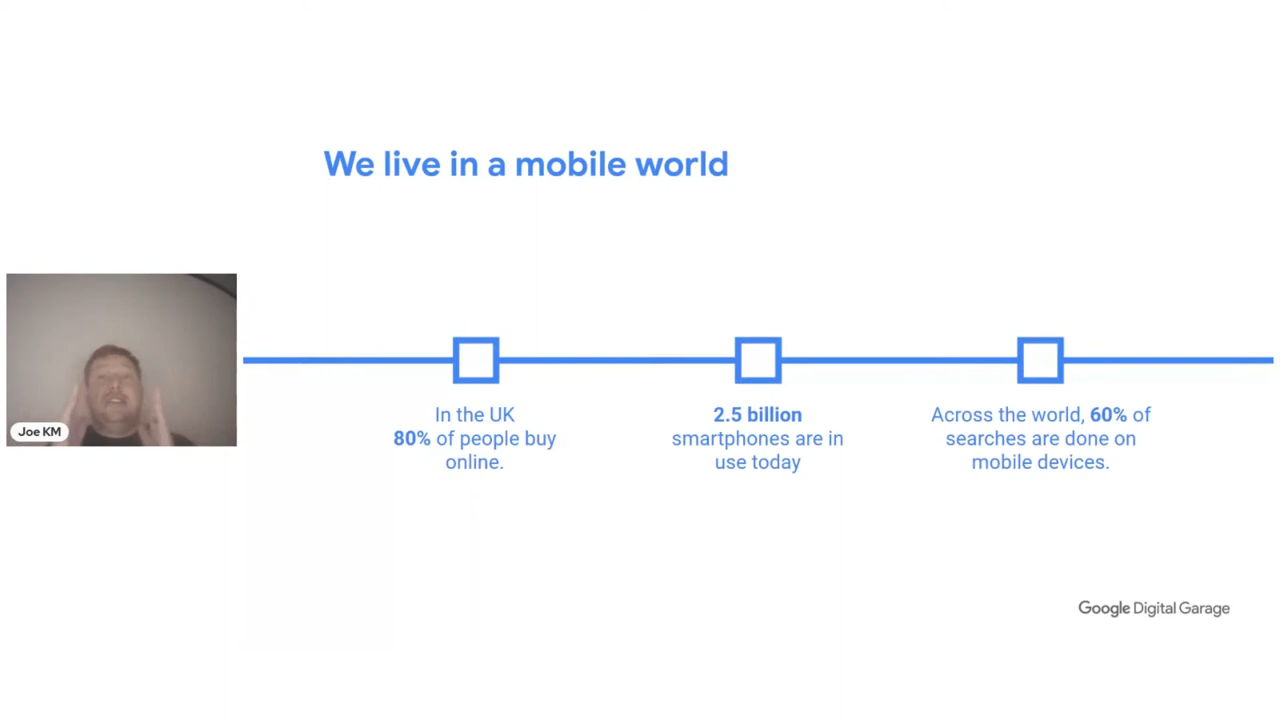 We live in a mobile world
Joe KM
In the UK
80% of people buy
online.
2.5 billion
smartphones are in
use today
Across the world, 60% of
searches are done on
mobile devices.
Google Digital Garage